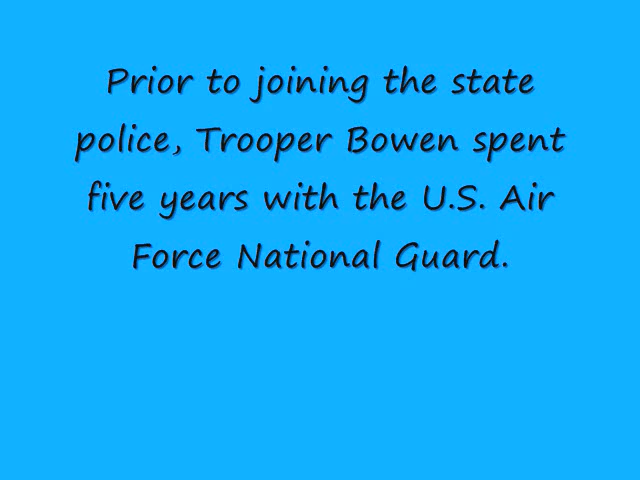 Prior to joining the state
police, Trooper Bowen spent
five years with the U.S. Air
Force National Guard.